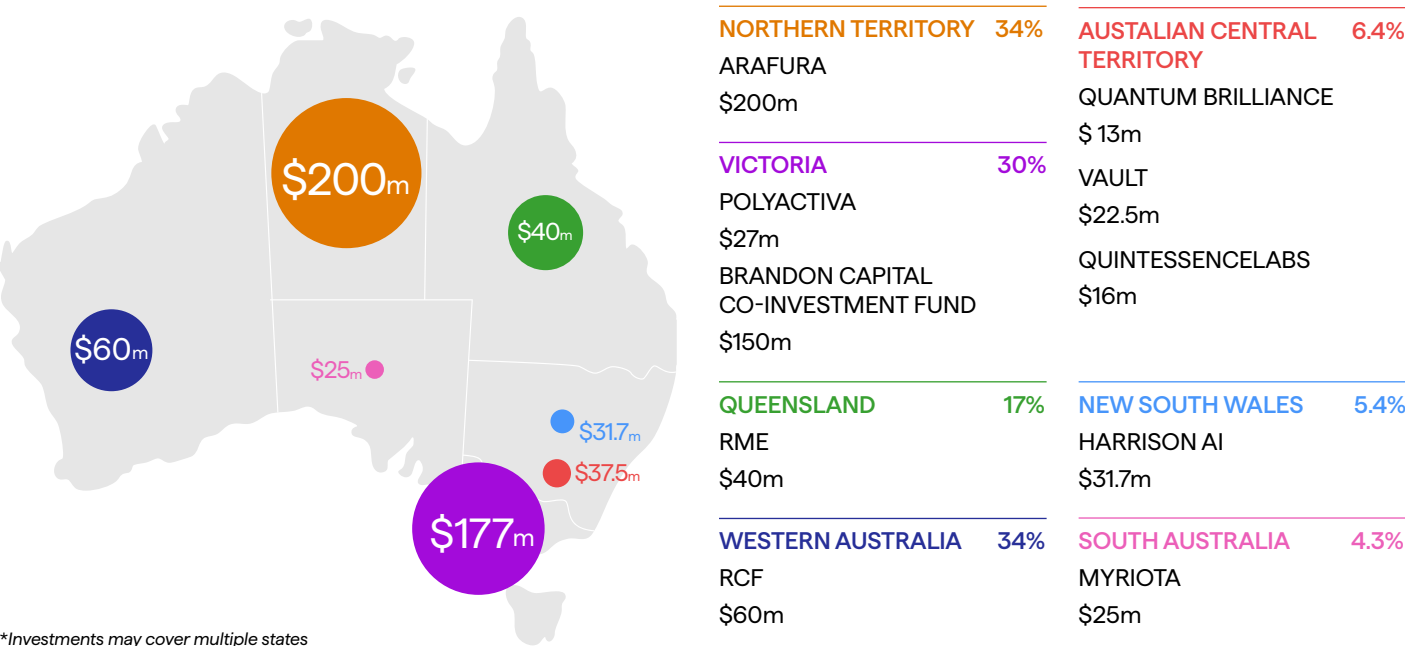 $200m
$40m
$60m
$25m
$31.7m
$37.5m
$177m
*Investments may cover multiple states
NORTHERN TERRITORY 34%
ARAFURA
$200m
VICTORIA 30%
POLYACTIVA
$27m
BRANDON CAPITAL
CO-INVESTMENT FUND
$150m
QUEENSLAND 17%
RME
$40m
WESTERN AUSTRALIA 34%
RCF
$60m
AUSTALIAN CENTRAL 6.4%
TERRITORY
QUANTUM BRILLIANCE
$ 13m
VAULT
$22.5m
QUINTESSENCELABS
$16m
NEW SOUTH WALES 5.4%
HARRISON AI
$31.7m
SOUTH AUSTRALIA 4.3%
MYRIOTA
$25m